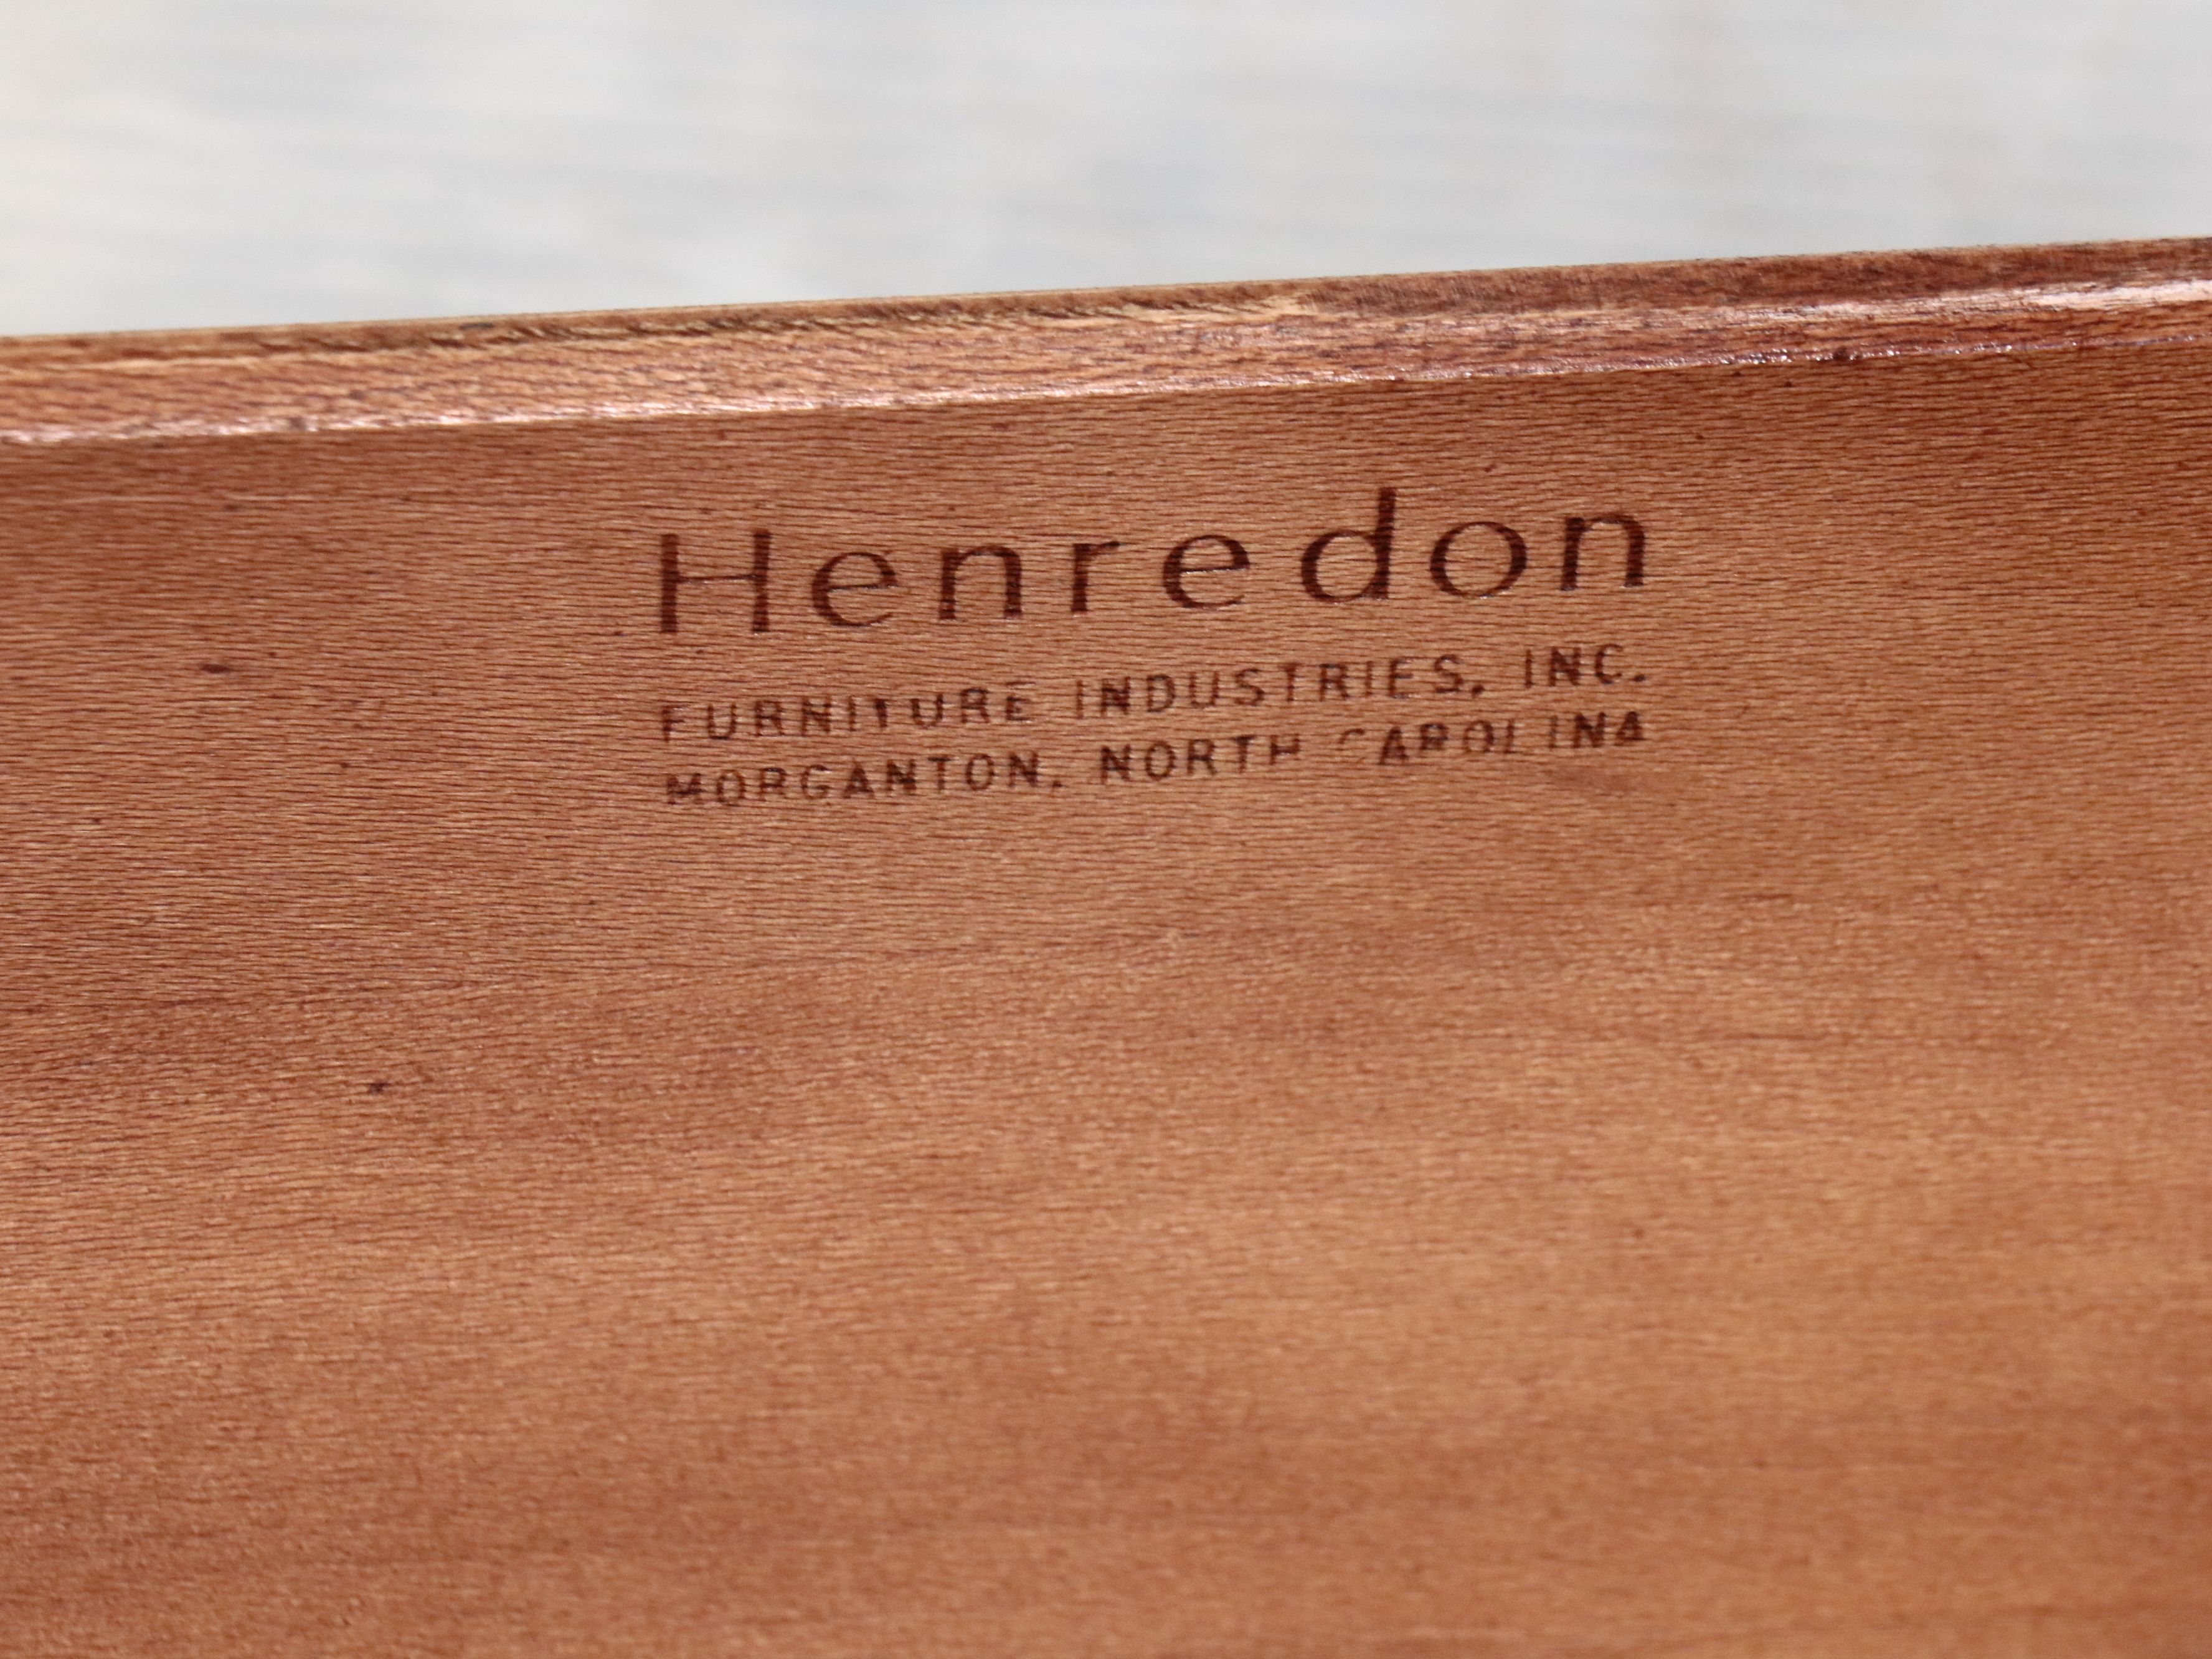 Henredon
FURNITURE INDUSTRIES, INC.
MORGANTON, NORTH CAROLINA